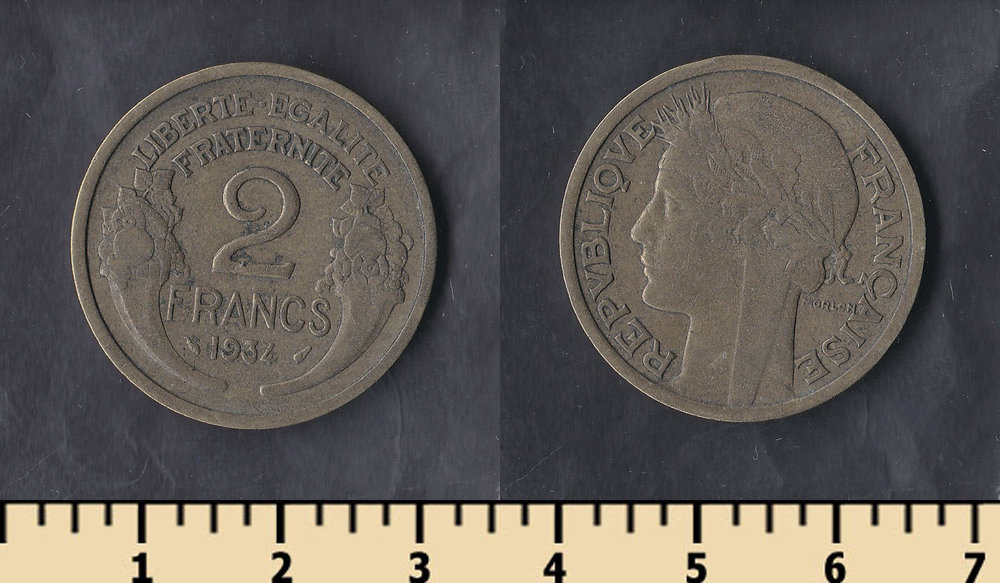 LIBERTE·EGALITE
FRATERNITE
2
FRANCS
1934
REPVBLIQVE
FRANÇAISE
MORLON
1 2 3 4 5 6 7